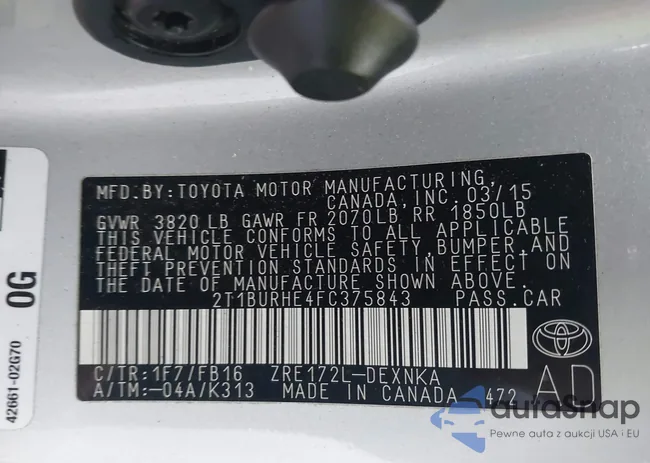 MFD.BY:TOYOTA MOTOR MANUFACTURING,
CANADA,INC. 03/15
GVWR 3820 LB GAWR FR 2070LB RR 1850LB
THIS VEHICLE CONFORMS TO ALL APPLICABLE
FEDERAL MOTOR VEHICLE SAFETY, BUMPER, AND
THEFT PREVENTION STANDARDS IN EFFECT ON
THE DATE OF MANUFACTURE SHOWN ABOVE.
2T1BURHE4FC375843 PASS.CAR
C/TR:1F7/FB16 ZRE172L-DEXNKA
A/TM:-04A/K313 MADE IN CANADA 472
AD
0G
42661-02G70
autoSnap
Pewne auta z aukcji USA i EU